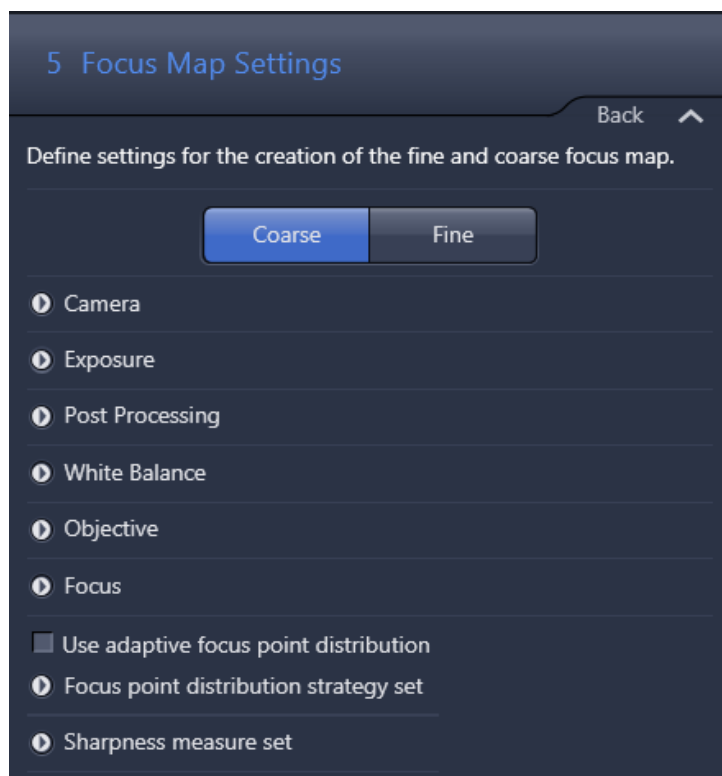 5 Focus Map Settings
Back
Define settings for the creation of the fine and coarse focus map.
Coarse Fine
Camera
Exposure
Post Processing
White Balance
Objective
Focus
Use adaptive focus point distribution
Focus point distribution strategy set
Sharpness measure set